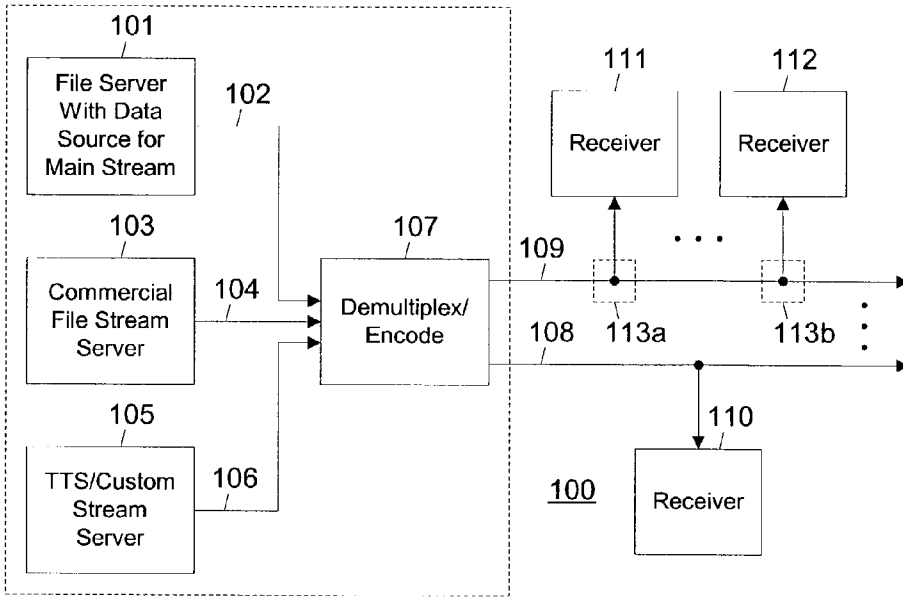 101
File Server
With Data
Source for
Main Stream
102
103
Commercial
File Stream
Server
104
105
TTS/Custom
Stream
Server
106
107
Demultiplex/
Encode
109
108
111
Receiver
112
Receiver
113a
113b
110
Receiver
100